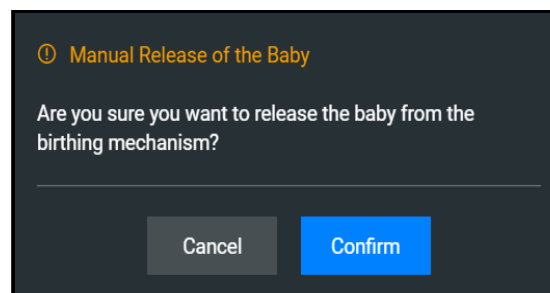 Manual Release of the Baby
Are you sure you want to release the baby from the
birthing mechanism?
Cancel Confirm